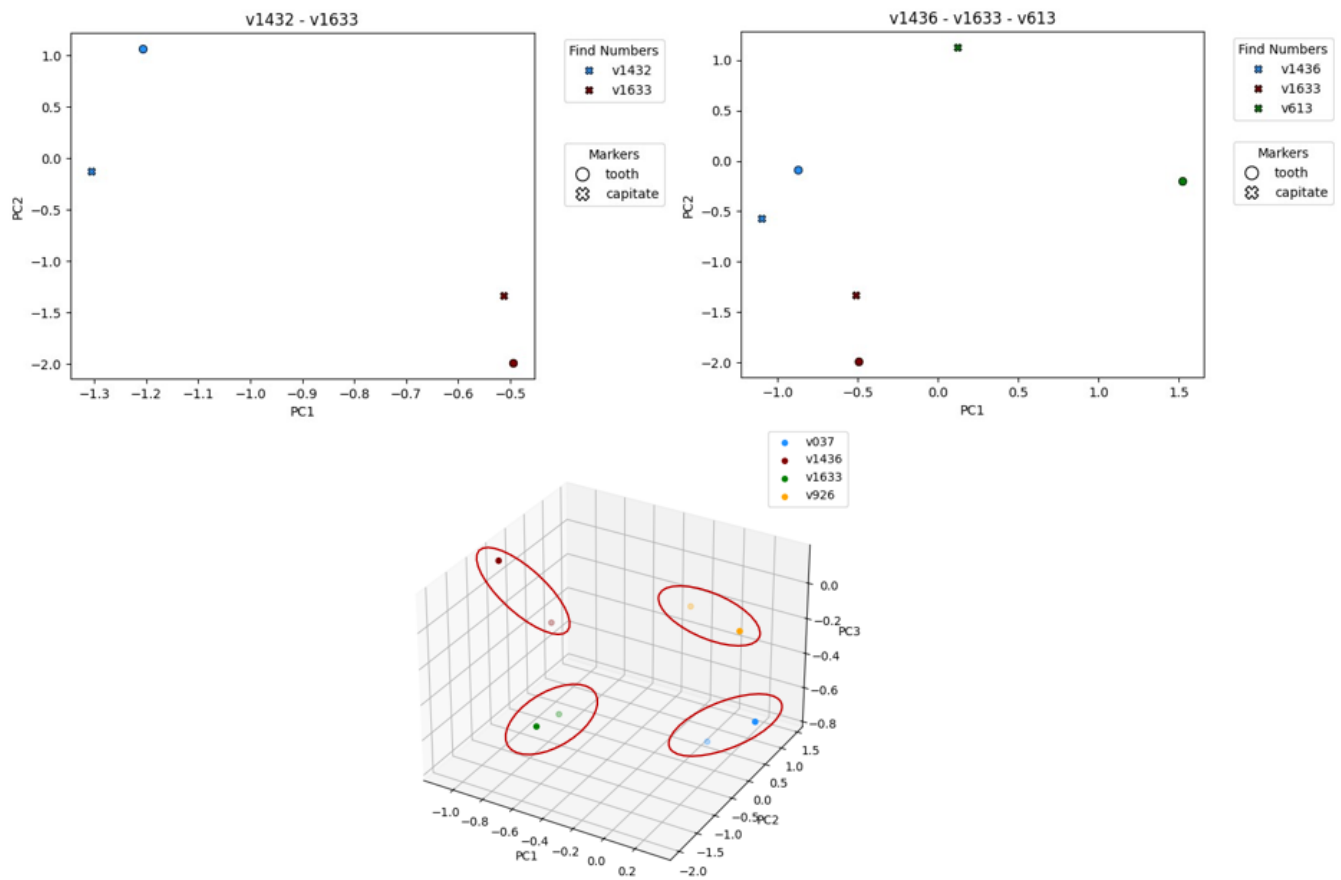 v1432 - v1633
1.0
0.5
0.0
−0.5
−1.0
−1.5
−2.0
PC2
−1.3 −1.2 −1.1 −1.0 −0.9 −0.8 −0.7 −0.6 −0.5
PC1
Find Numbers
v1432
v1633
Markers
tooth
capitate
v1436 - v1633 - v613
1.0
0.5
0.0
−0.5
−1.0
−1.5
−2.0
PC2
−1.0 −0.5 0.0 0.5 1.0 1.5
PC1
Find Numbers
v1436
v1633
v613
Markers
tooth
capitate
v037
v1436
v1633
v926
0.0
−0.2
−0.4
−0.6
−0.8
PC3
1.5
1.0
0.5
0.0
−0.5
−1.0
−1.5
−2.0
PC2
−1.0 −0.8 −0.6 −0.4 −0.2 0.0 0.2
PC1